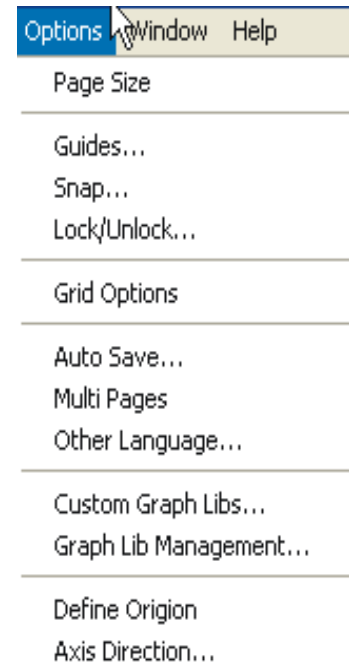 Options Window Help
Page Size
Guides...
Snap...
Lock/Unlock...
Grid Options
Auto Save...
Multi Pages
Other Language...
Custom Graph Libs...
Graph Lib Management...
Define Origion
Axis Direction...